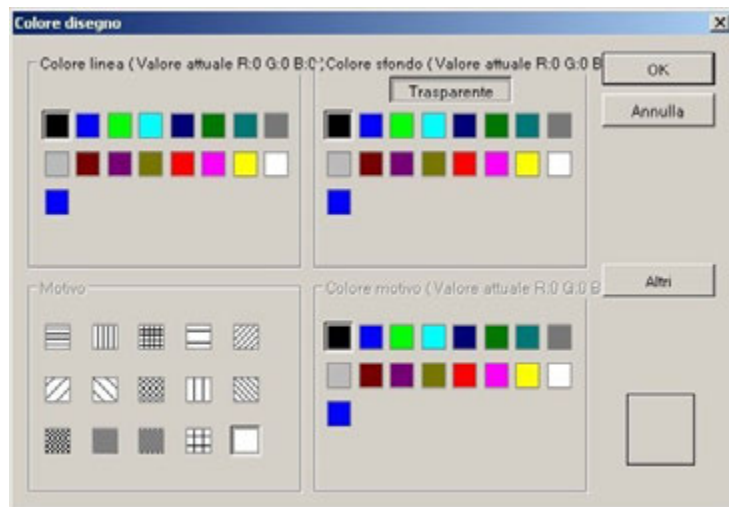 Colore disegno
Colore linea ( Valore attuale R:0 G:0 B:0
Colore sfondo ( Valore attuale R:0 G:0 B
Trasparente
OK
Annulla
Motivo
Colore motivo ( Valore attuale R:0 G:0 B
Altri